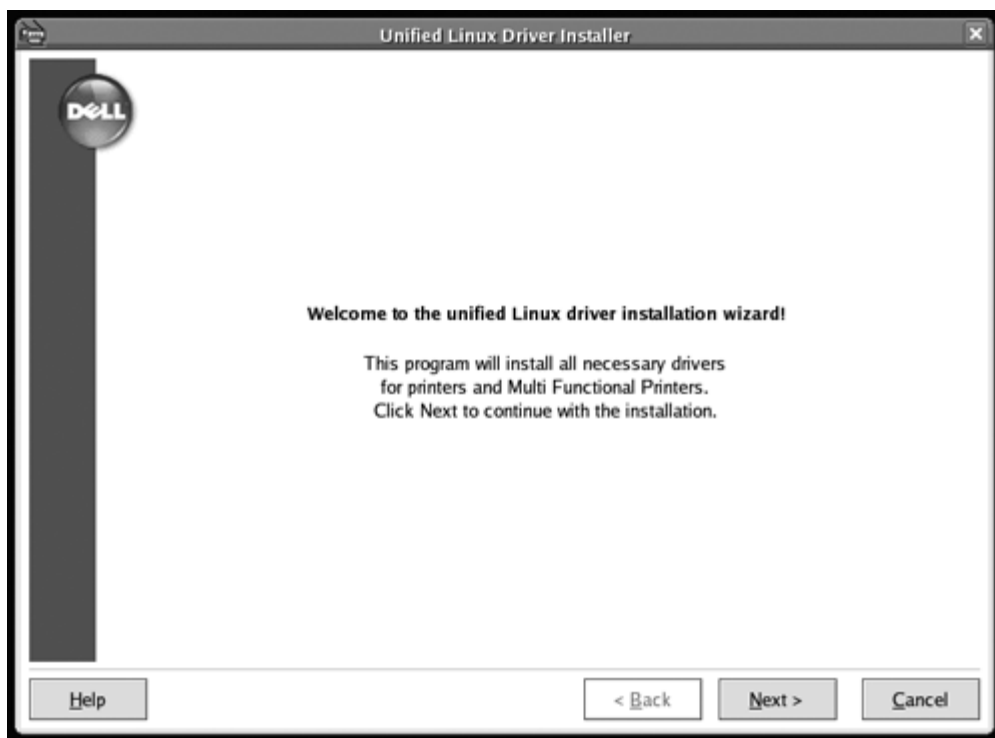 Unified Linux Driver Installer
DELL
Welcome to the unified Linux driver installation wizard!
This program will install all necessary drivers
for printers and Multi Functional Printers.
Click Next to continue with the installation.
Help
< Back
Next >
Cancel